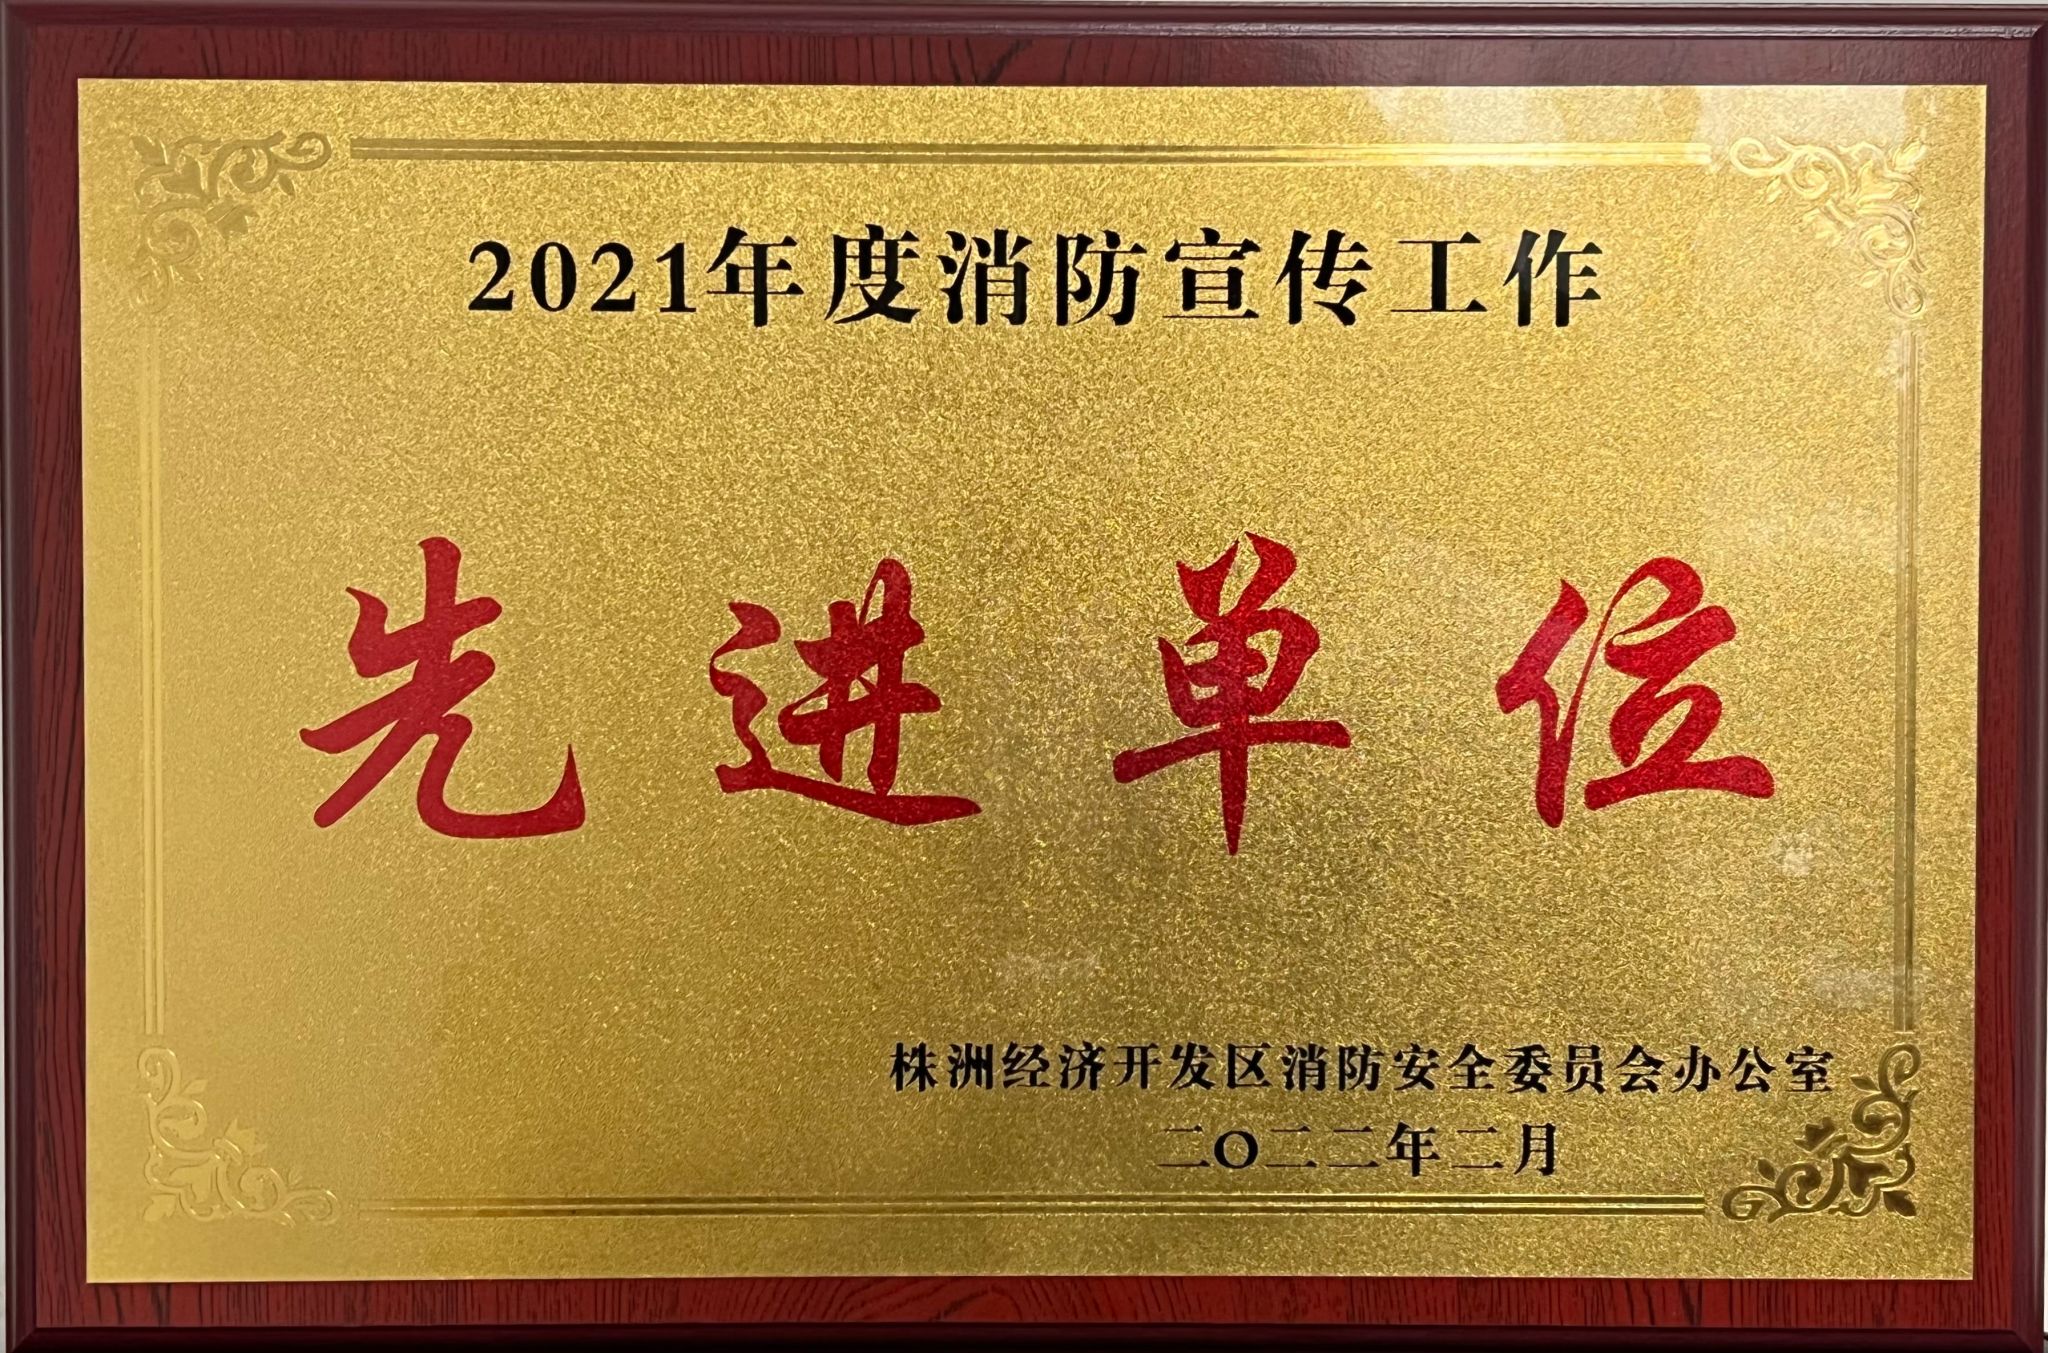 2021年度消防宣传工作
先进单位
株洲经济开发区消防安全委员会办公室
二〇二二年二月